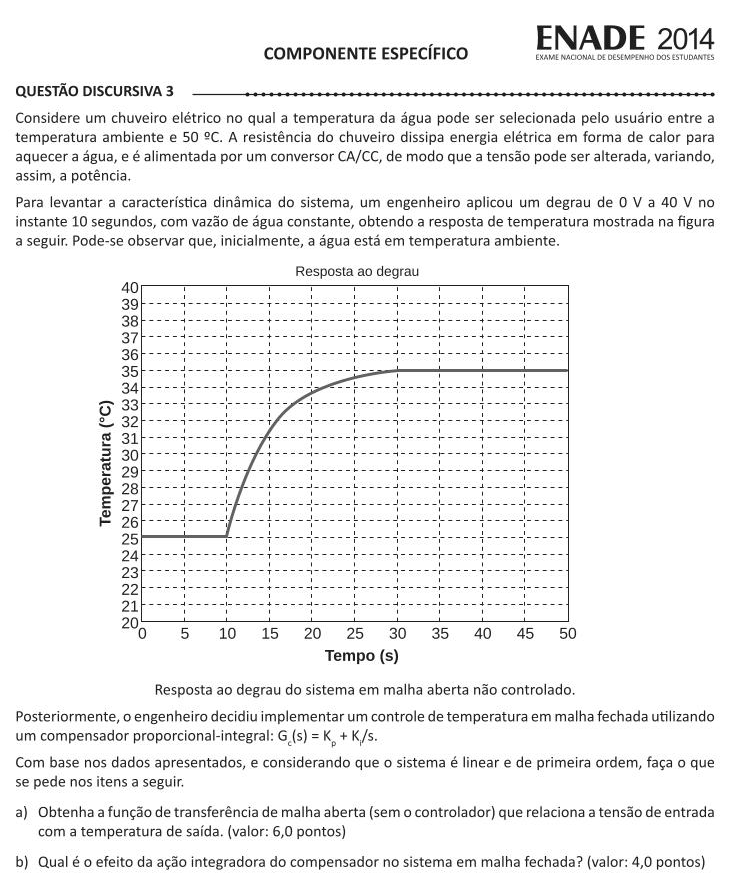 ENADE 2014
EXAME NACIONAL DE DESEMPENHO DOS ESTUDANTES
COMPONENTE ESPECÍFICO
QUESTÃO DISCURSIVA 3
Considere um chuveiro elétrico no qual a temperatura da água pode ser selecionada pelo usuário entre a
temperatura ambiente e 50 ºC. A resistência do chuveiro dissipa energia elétrica em forma de calor para
aquecer a água, e é alimentada por um conversor CA/CC, de modo que a tensão pode ser alterada, variando,
assim, a potência.
Para levantar a característica dinâmica do sistema, um engenheiro aplicou um degrau de 0 V a 40 V no
instante 10 segundos, com vazão de água constante, obtendo a resposta de temperatura mostrada na figura
a seguir. Pode-se observar que, inicialmente, a água está em temperatura ambiente.
Resposta ao degrau
40
39
38
37
36
35
34
33
32
31
30
29
28
27
26
25
24
23
22
21
20
Temperatura (°C)
0 5 10 15 20 25 30 35 40 45 50
Tempo (s)
Resposta ao degrau do sistema em malha aberta não controlado.
Posteriormente, o engenheiro decidiu implementar um controle de temperatura em malha fechada utilizando
um compensador proporcional-integral: G_c(s) = K_p + K_i/s.
Com base nos dados apresentados, e considerando que o sistema é linear e de primeira ordem, faça o que
se pede nos itens a seguir.
a) Obtenha a função de transferência de malha aberta (sem o controlador) que relaciona a tensão de entrada
com a temperatura de saída. (valor: 6,0 pontos)
b) Qual é o efeito da ação integradora do compensador no sistema em malha fechada? (valor: 4,0 pontos)